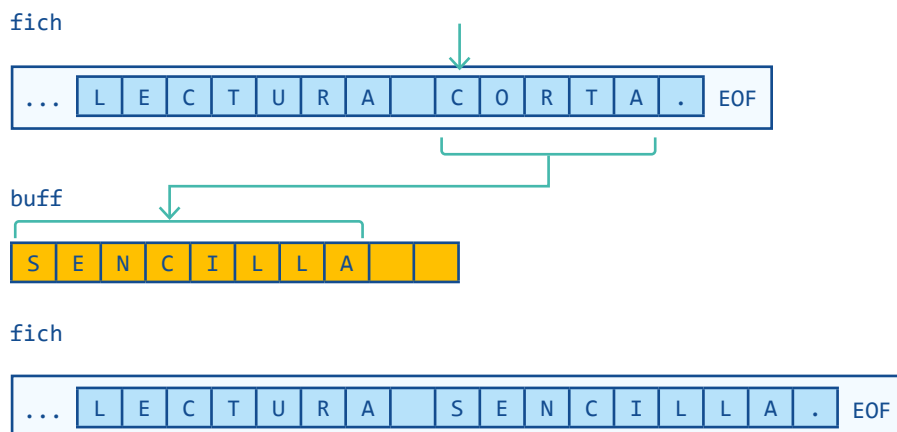 fich
... L E C T U R A C O R T A . EOF
buff
S E N C I L L A
fich
... L E C T U R A S E N C I L L A . EOF